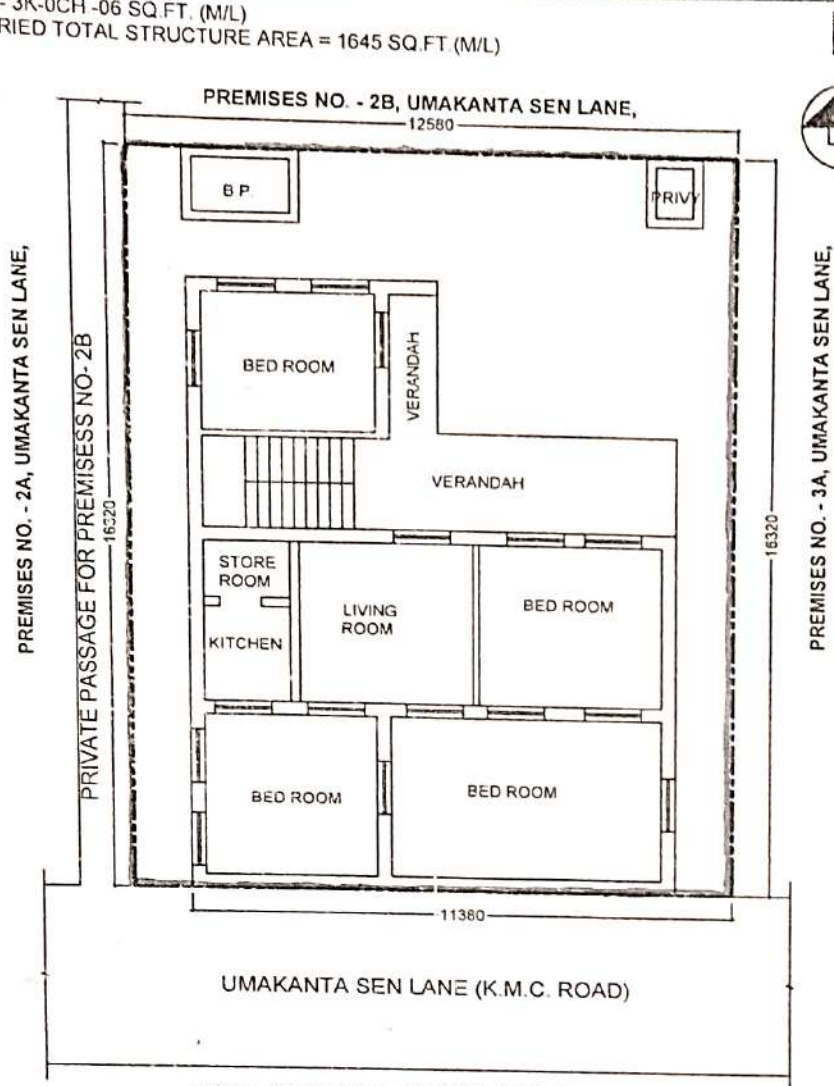 - 3K-0CH -06 SQ.FT. (M/L)
RIED TOTAL STRUCTURE AREA = 1645 SQ.FT.(M/L)
PREMISES NO. - 2B, UMAKANTA SEN LANE,
12580
B P.
PRIVY
PREMISES NO. - 2A, UMAKANTA SEN LANE,
PRIVATE PASSAGE FOR PREMISESS NO- 2B
16320
BED ROOM
VERANDAH
VERANDAH
16320
PREMISES NO. - 3A, UMAKANTA SEN LANE,
STORE
ROOM
KITCHEN
LIVING
ROOM
BED ROOM
BED ROOM
BED ROOM
11380
UMAKANTA SEN LANE (K.M.C. ROAD)